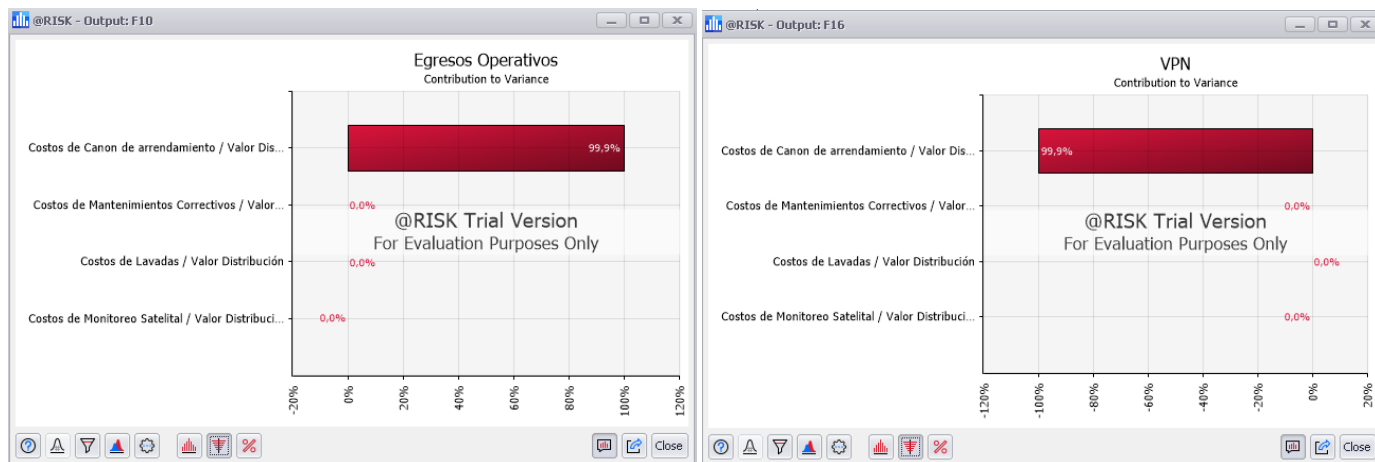 @RISK - Output: F10
Egresos Operativos
Contribution to Variance
Costos de Canon de arrendamiento / Valor Dis...
99,9%
Costos de Mantenimientos Correctivos / Valor...
0,0%
@RISK Trial Version
For Evaluation Purposes Only
Costos de Lavadas / Valor Distribución
0,0%
Costos de Monitoreo Satelital / Valor Distribuci...
0,0%
-20%
0%
20%
40%
60%
80%
100%
120%
Close
@RISK - Output: F16
VPN
Contribution to Variance
Costos de Canon de arrendamiento / Valor Dis...
99,9%
Costos de Mantenimientos Correctivos / Valor...
0,0%
@RISK Trial Version
For Evaluation Purposes Only
Costos de Lavadas / Valor Distribución
0,0%
Costos de Monitoreo Satelital / Valor Distribuci...
0,0%
-120%
-100%
-80%
-60%
-40%
-20%
0%
20%
Close